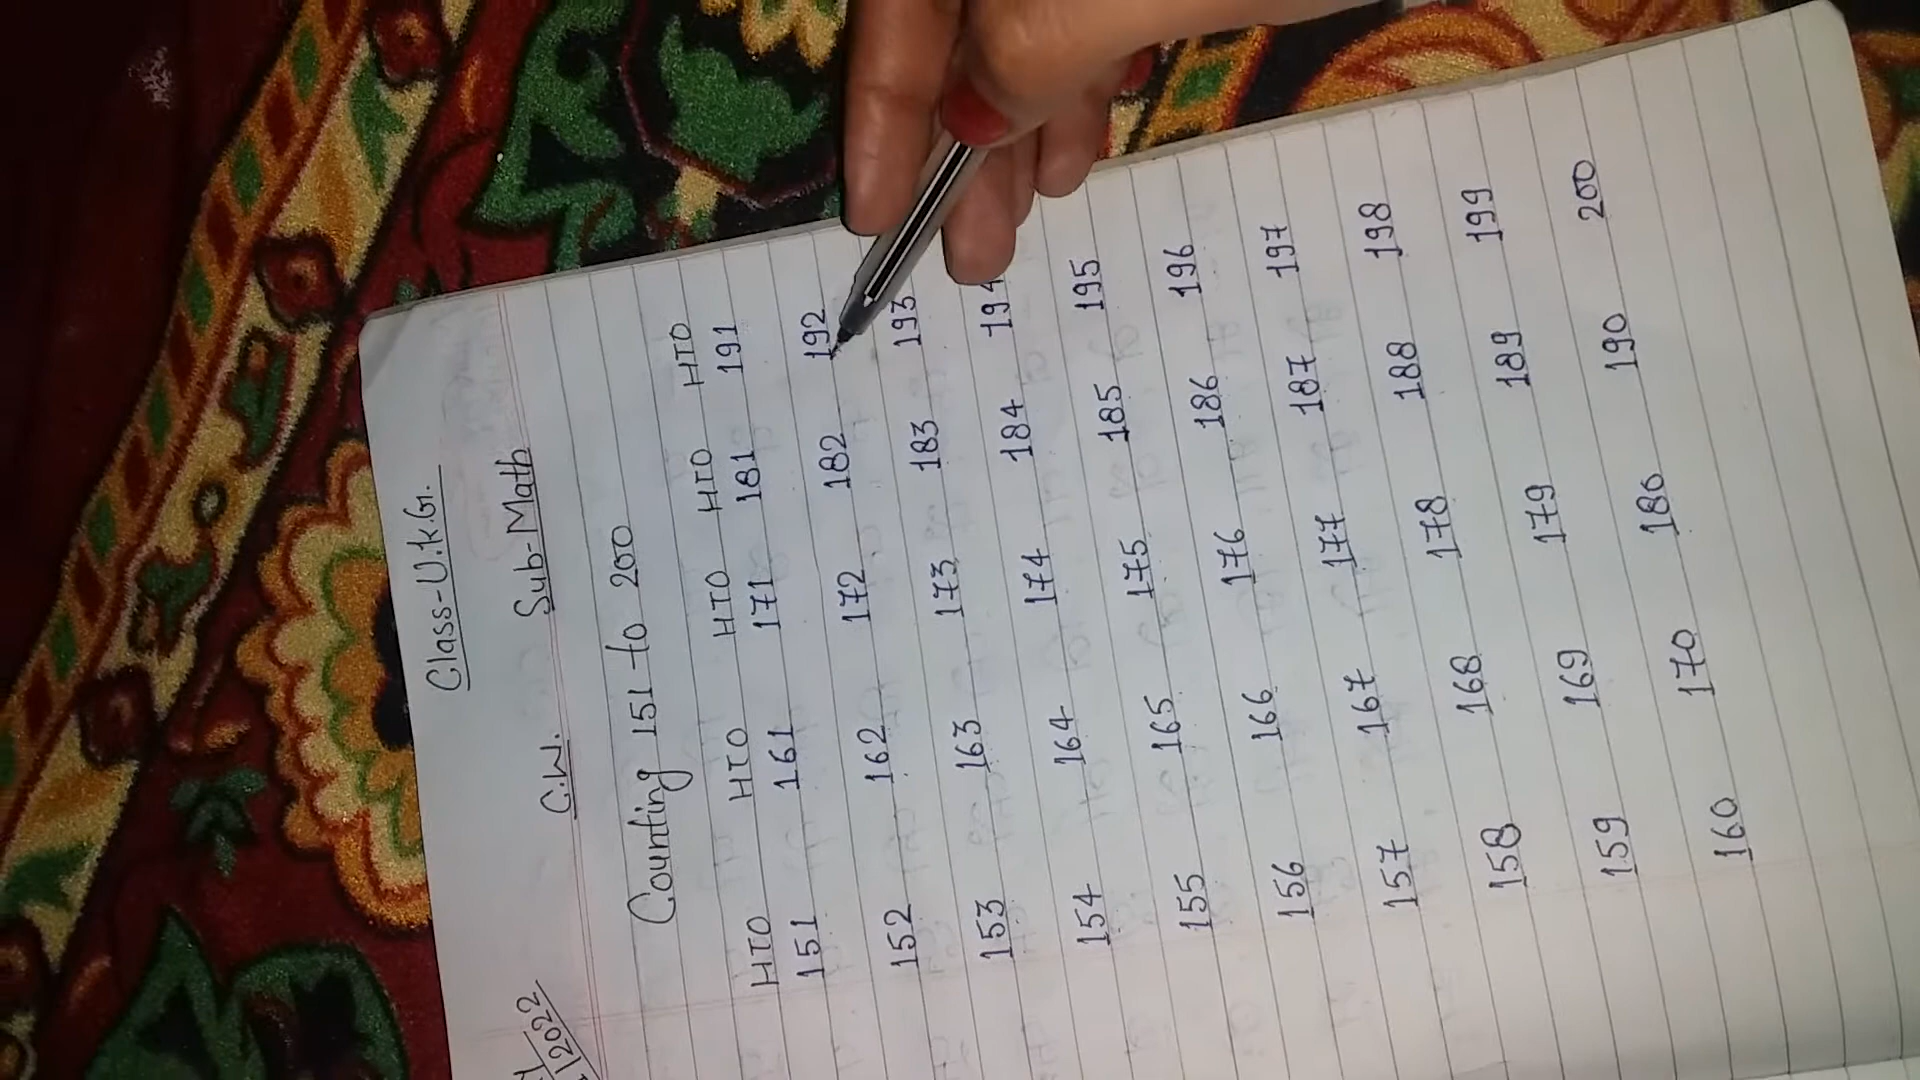 Class-U.K.G.
2022
C.W. Sub-Math
Counting 151 to 200
HTO HTO HTO HTO HTO
151 161 171 181 191
152 162 172 182 192
153 163 173 183 193
154 164 174 184 194
155 165 175 185 195
156 166 176 186 196
157 167 177 187 197
158 168 178 188 198
159 169 179 189 199
160 170 180 190 200